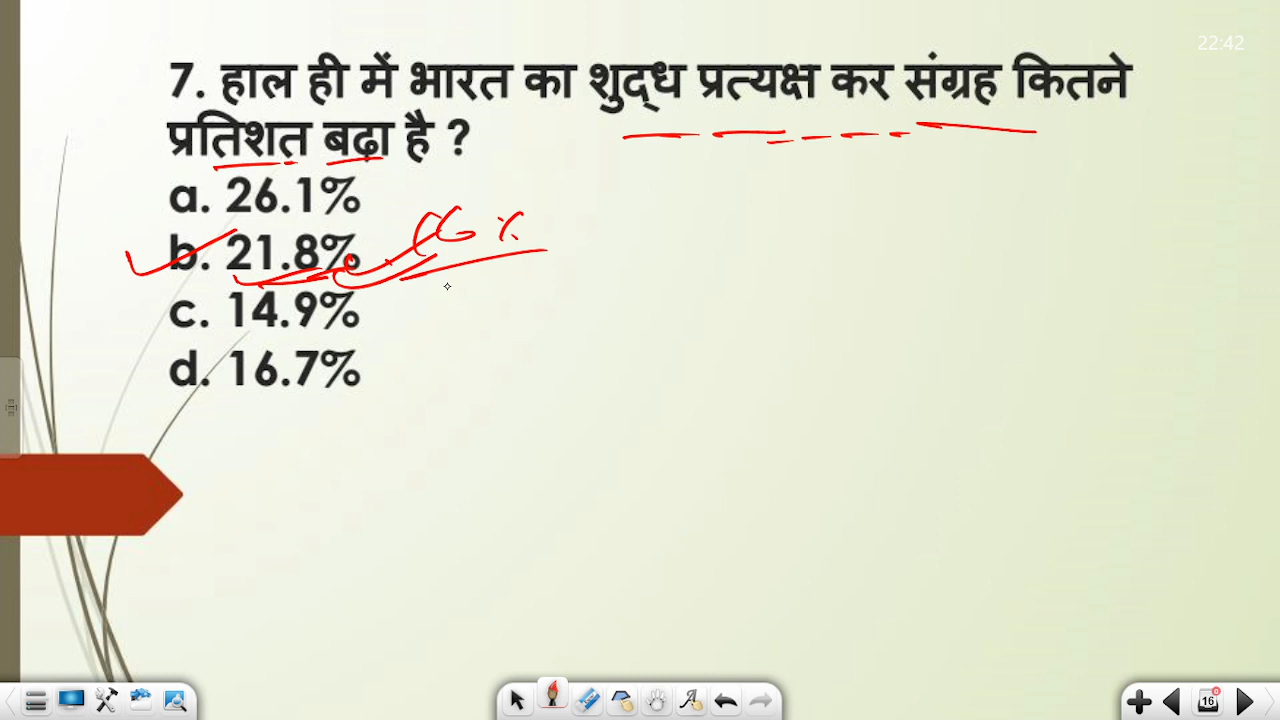 22:42
7. हाल ही में भारत का शुद्ध प्रत्यक्ष कर संग्रह कितने
प्रतिशत बढ़ा है ?
a. 26.1%
b. 21.8%
c. 14.9%
d. 16.7%
16